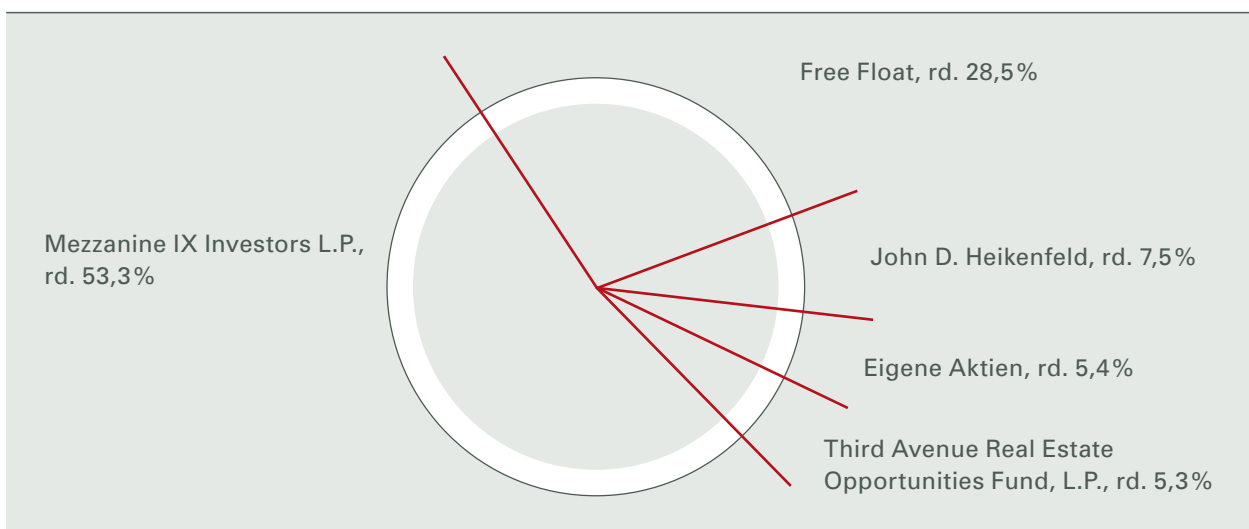 Free Float, rd. 28,5%
Mezzanine IX Investors L.P.,
rd. 53,3%
John D. Heikenfeld, rd. 7,5%
Eigene Aktien, rd. 5,4%
Third Avenue Real Estate
Opportunities Fund, L.P., rd. 5,3%